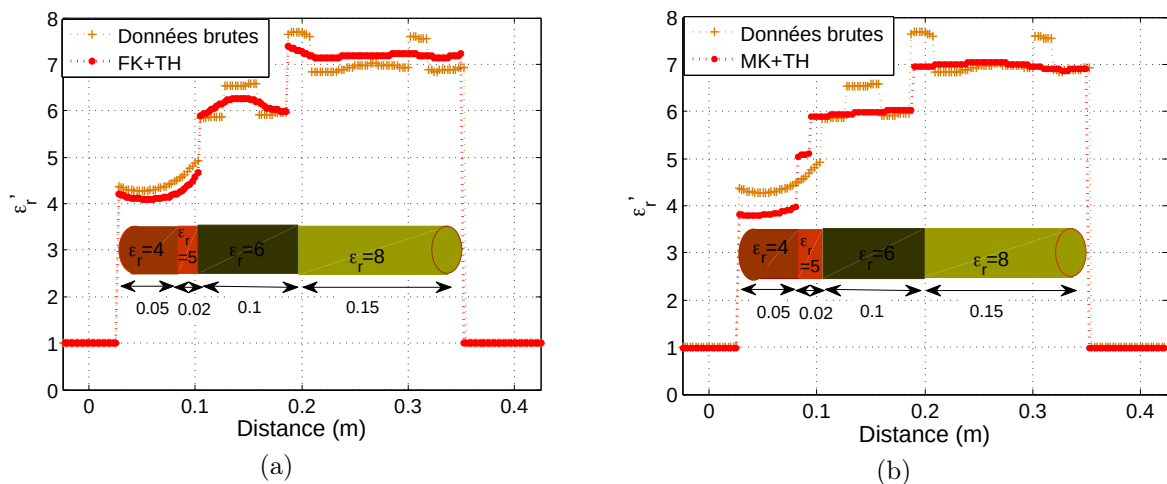 8
7
6
5
4
3
2
1
0
εr'
Données brutes
FK+TH
εr=4
εr
=5
εr=6
εr=8
0.05
0.02
0.1
0.15
0
0.1
0.2
0.3
0.4
Distance (m)
(a)
8
7
6
5
4
3
2
1
0
εr'
Données brutes
MK+TH
εr=4
εr
=5
εr=6
εr=8
0.05
0.02
0.1
0.15
0
0.1
0.2
0.3
0.4
Distance (m)
(b)